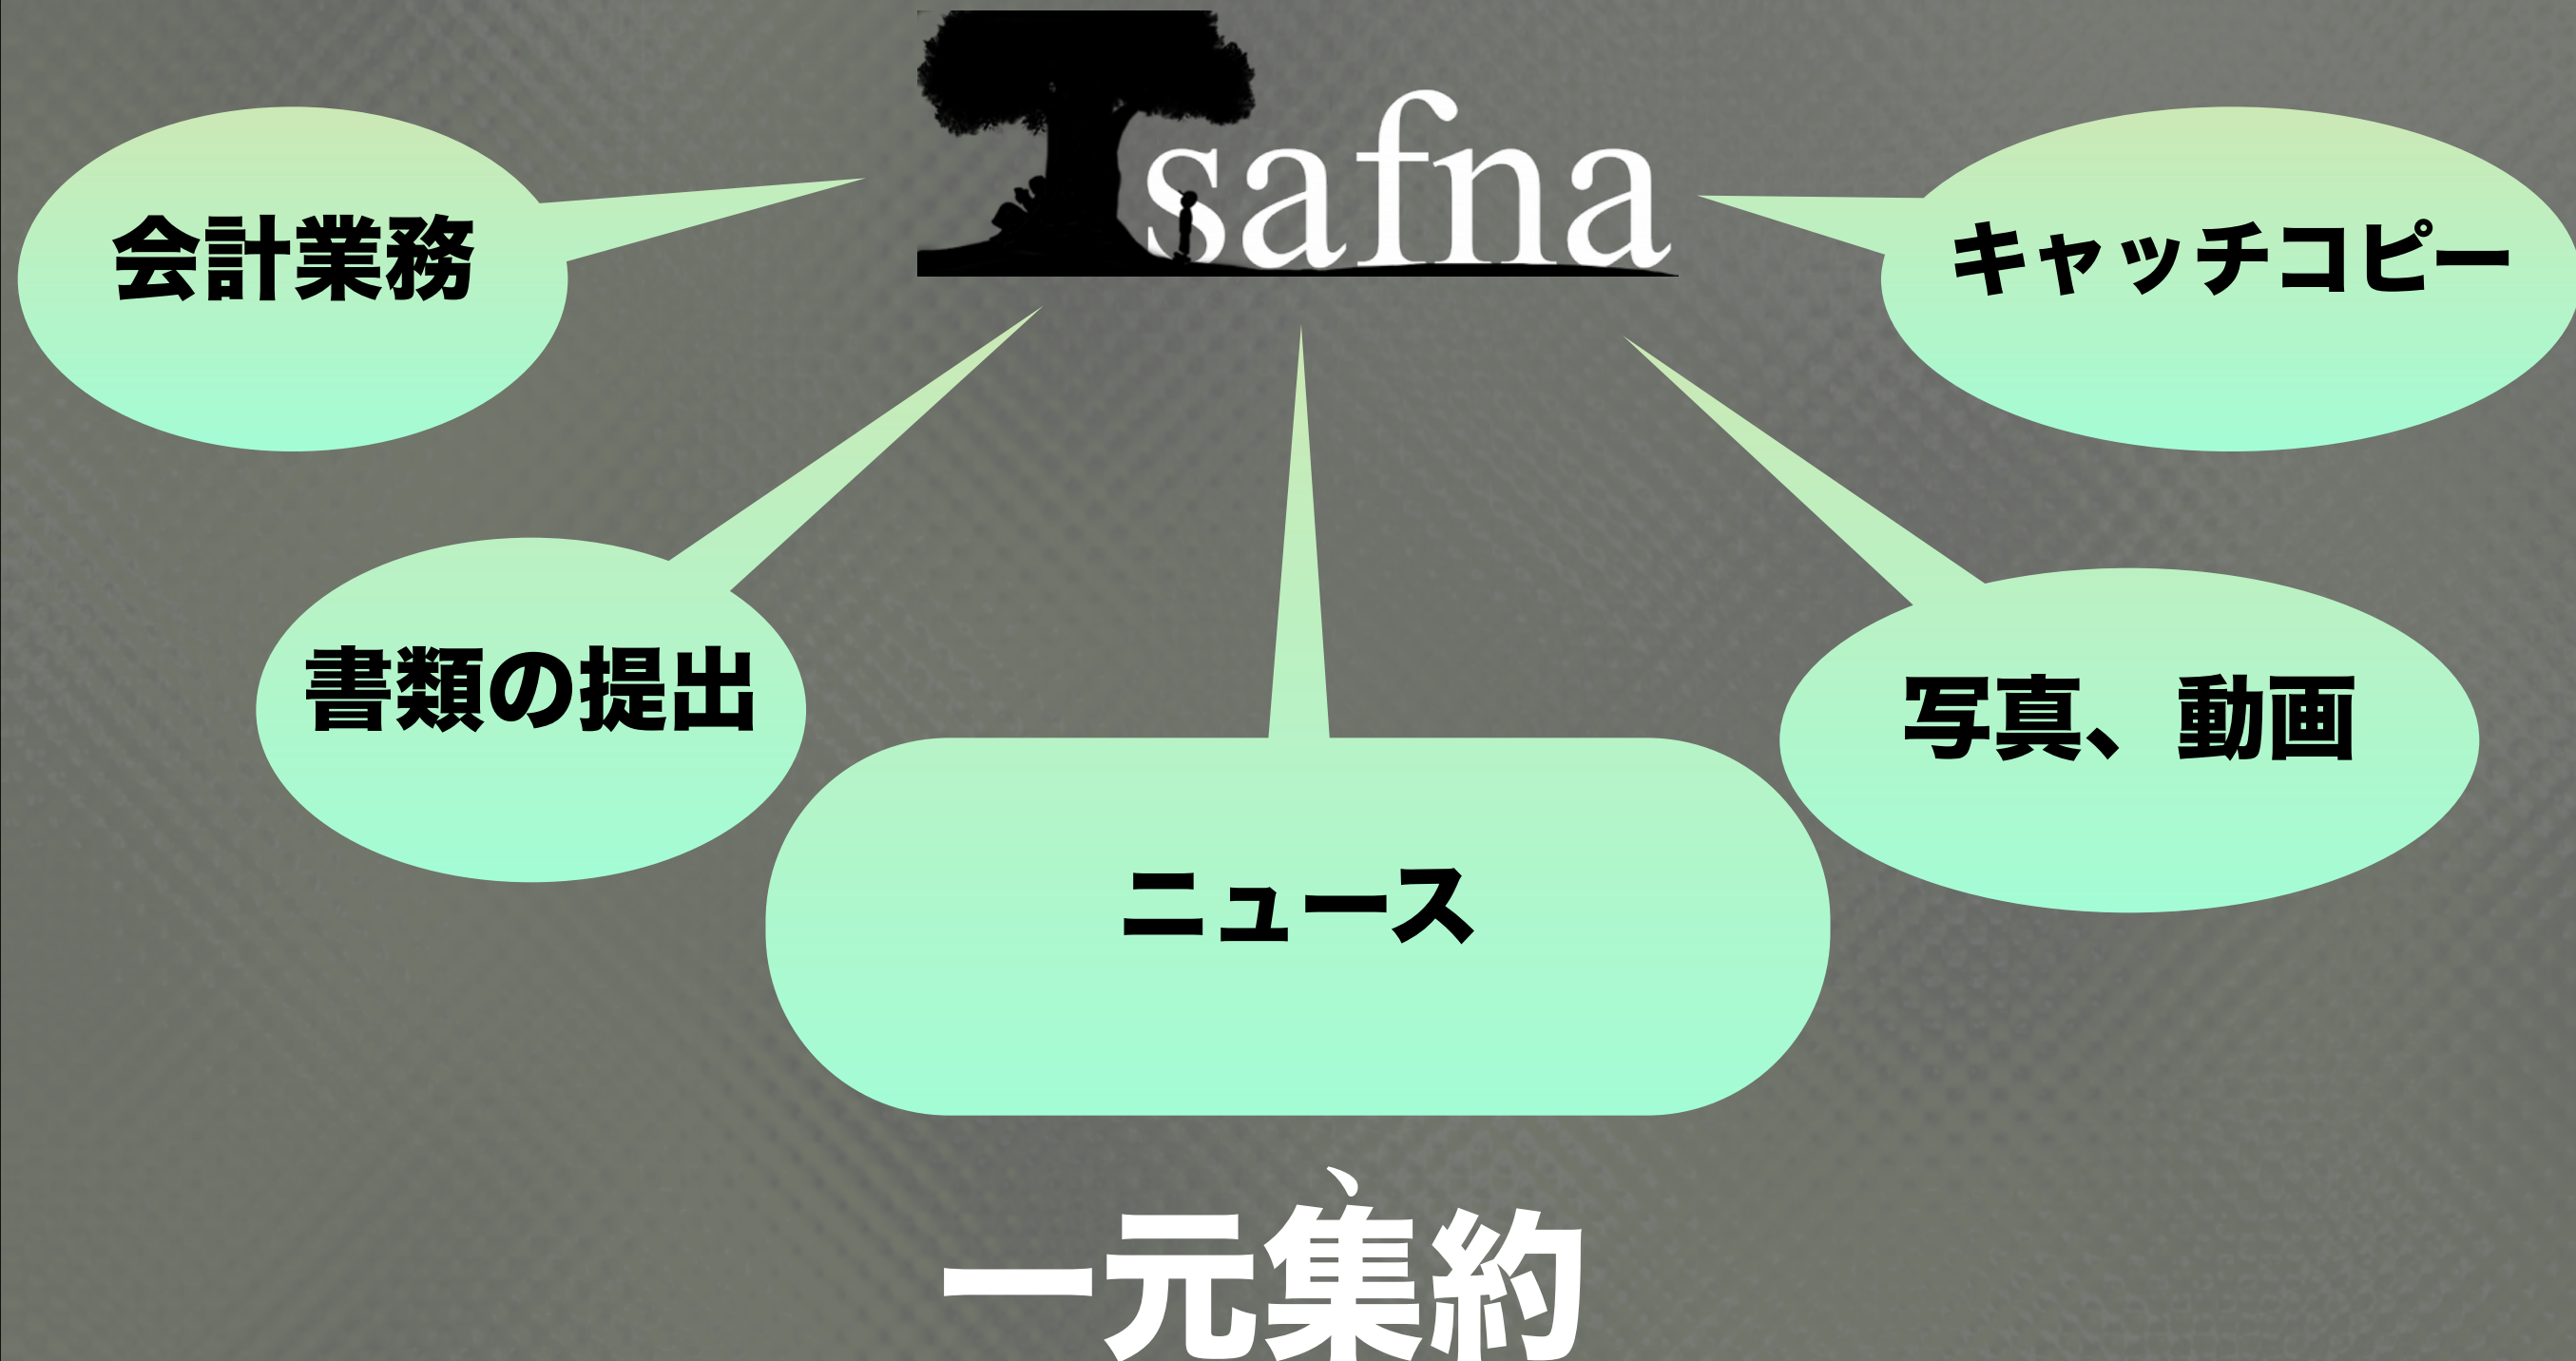 Tsafna
会計業務
キャッチコピー
書類の提出
写真、動画
ニュース
、
一元集約